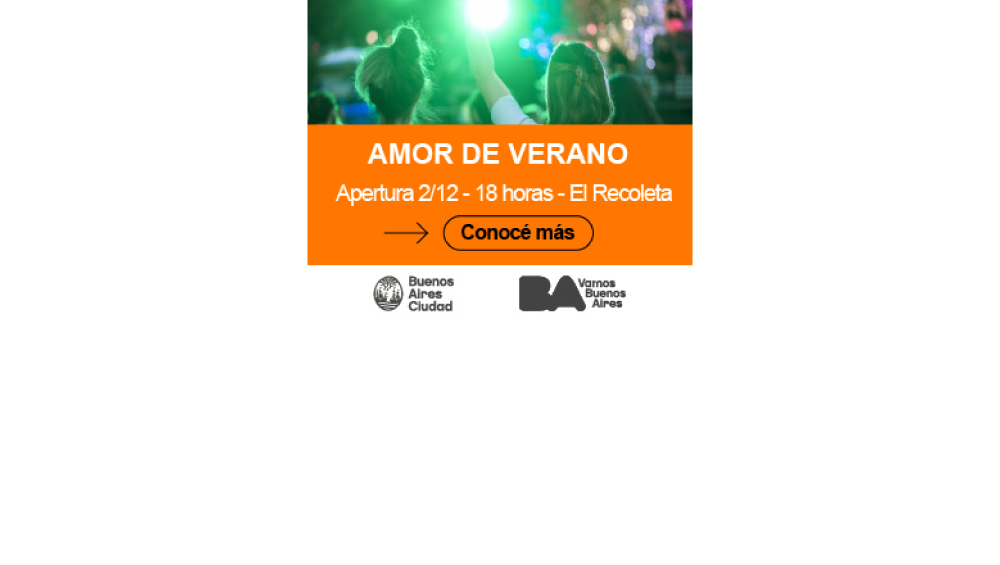 AMOR DE VERANO
Apertura 2/12 - 18 horas - El Recoleta
Conocé más
Buenos
Aires
Ciudad
BA
Vamos
Buenos
Aires